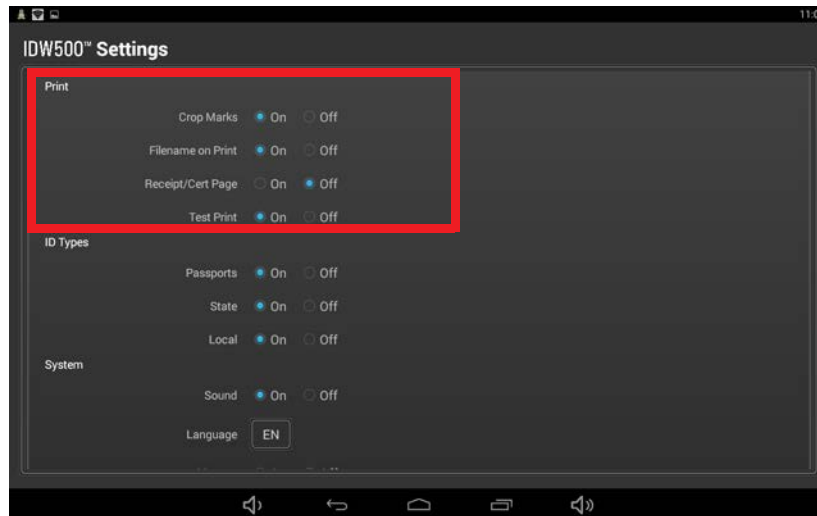 11:0
IDW500™ Settings
Print
Crop Marks On Off
Filename on Print On Off
Receipt/Cert Page On Off
Test Print On Off
ID Types
Passports On Off
State On Off
Local On Off
System
Sound On Off
Language EN